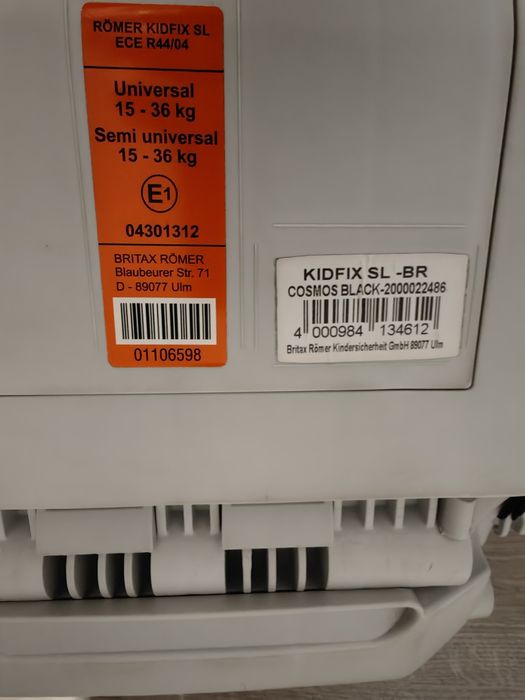 RÖMER KIDFIX SL
ECE R44/04
Universal
15 - 36 kg
Semi universal
15 - 36 kg
E1
04301312
BRITAX RÖMER
Blaubeurer Str. 71
D - 89077 Ulm
01106598
KIDFIX SL -BR
COSMOS BLACK-2000022486
4 000984 134612
Britax Römer Kindersicherheit GmbH 89077 Ulm